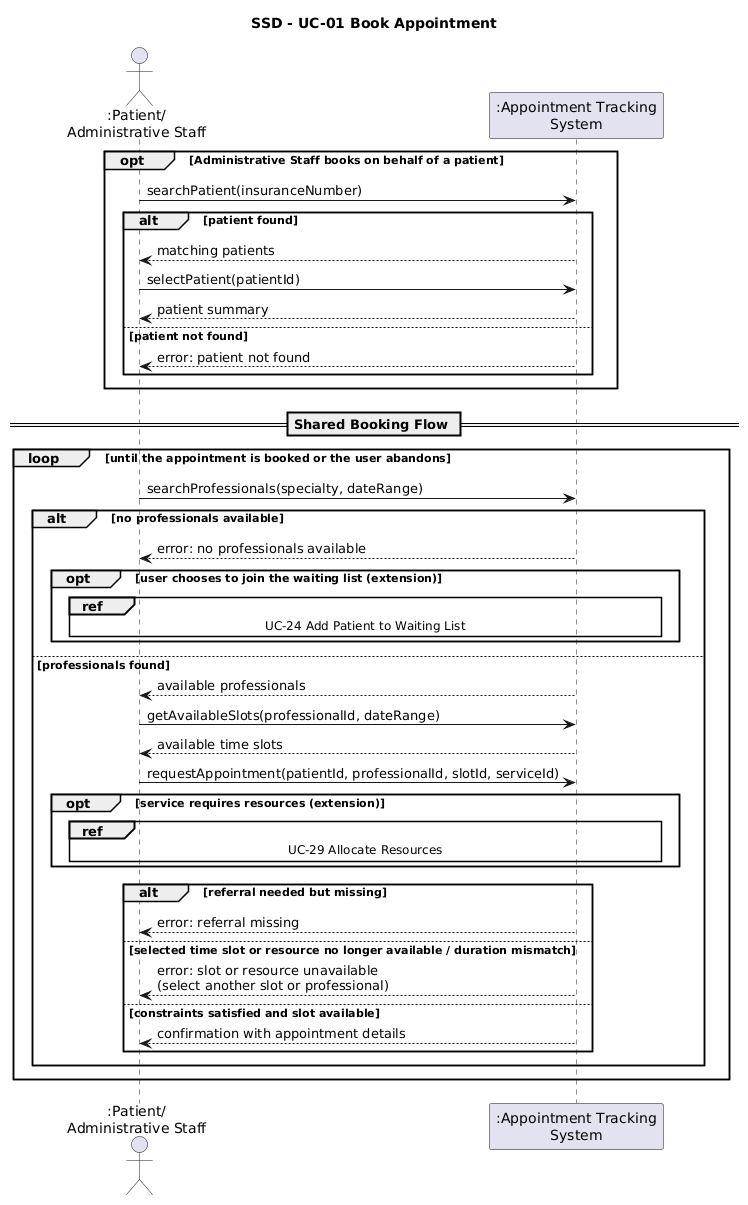 SSD - UC-01 Book Appointment
:Patient/
Administrative Staff
:Appointment Tracking
System
opt [Administrative Staff books on behalf of a patient]
searchPatient(insuranceNumber)
alt [patient found]
matching patients
selectPatient(patientId)
patient summary
[patient not found]
error: patient not found
Shared Booking Flow
loop [until the appointment is booked or the user abandons]
searchProfessionals(specialty, dateRange)
alt [no professionals available]
error: no professionals available
opt [user chooses to join the waiting list (extension)]
ref
UC-24 Add Patient to Waiting List
[professionals found]
available professionals
getAvailableSlots(professionalId, dateRange)
available time slots
requestAppointment(patientId, professionalId, slotId, serviceId)
opt [service requires resources (extension)]
ref
UC-29 Allocate Resources
alt [referral needed but missing]
error: referral missing
[selected time slot or resource no longer available / duration mismatch]
error: slot or resource unavailable
(select another slot or professional)
[constraints satisfied and slot available]
confirmation with appointment details
:Patient/
Administrative Staff
:Appointment Tracking
System